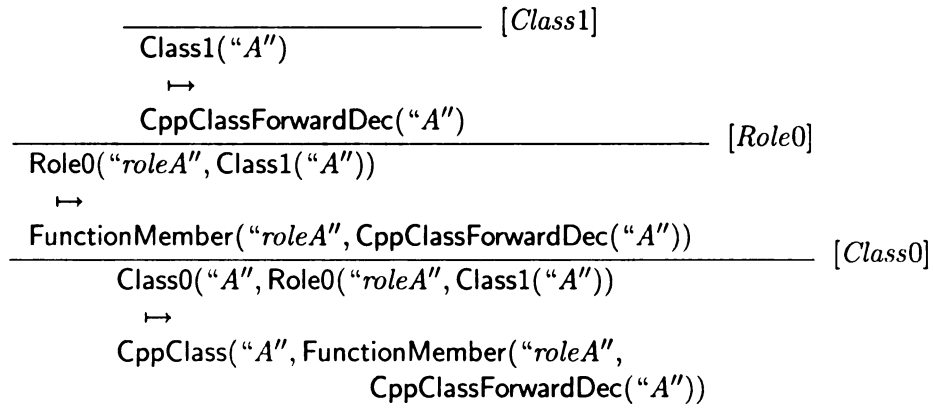 [Class1]
Class1(“A″)
↦
CppClassForwardDec(“A″)
[Role0]
Role0(“roleA″, Class1(“A″))
↦
FunctionMember(“roleA″, CppClassForwardDec(“A″))
[Class0]
Class0(“A″, Role0(“roleA″, Class1(“A″))
↦
CppClass(“A″, FunctionMember(“roleA″,
CppClassForwardDec(“A″))